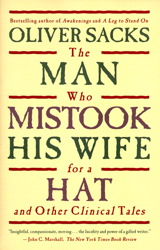 Bestselling author of Awakenings and A Leg to Stand On
OLIVER SACKS
The
MAN
Who
MISTOOK
HIS WIFE
for a
HAT
and Other Clinical Tales
"Insightful, compassionate, moving . . . the lucidity and power of a gifted writer."
— John C. Marshall, The New York Times Book Review